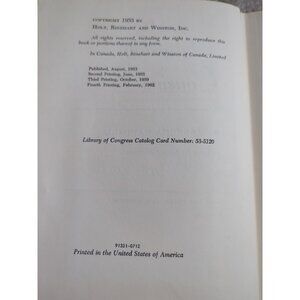 COPYRIGHT 1953 BY
HOLT, RINEHART AND WINSTON, INC.
All rights reserved, including the right to reproduce this
book or portions thereof in any form.
In Canada, Holt, Rinehart and Winston of Canada, Limited
Published, August, 1953
Second Printing, June, 1955
Third Printing, October, 1959
Fourth Printing, February, 1962
Library of Congress Catalog Card Number: 53-5120
91331-0712
Printed in the United States of America